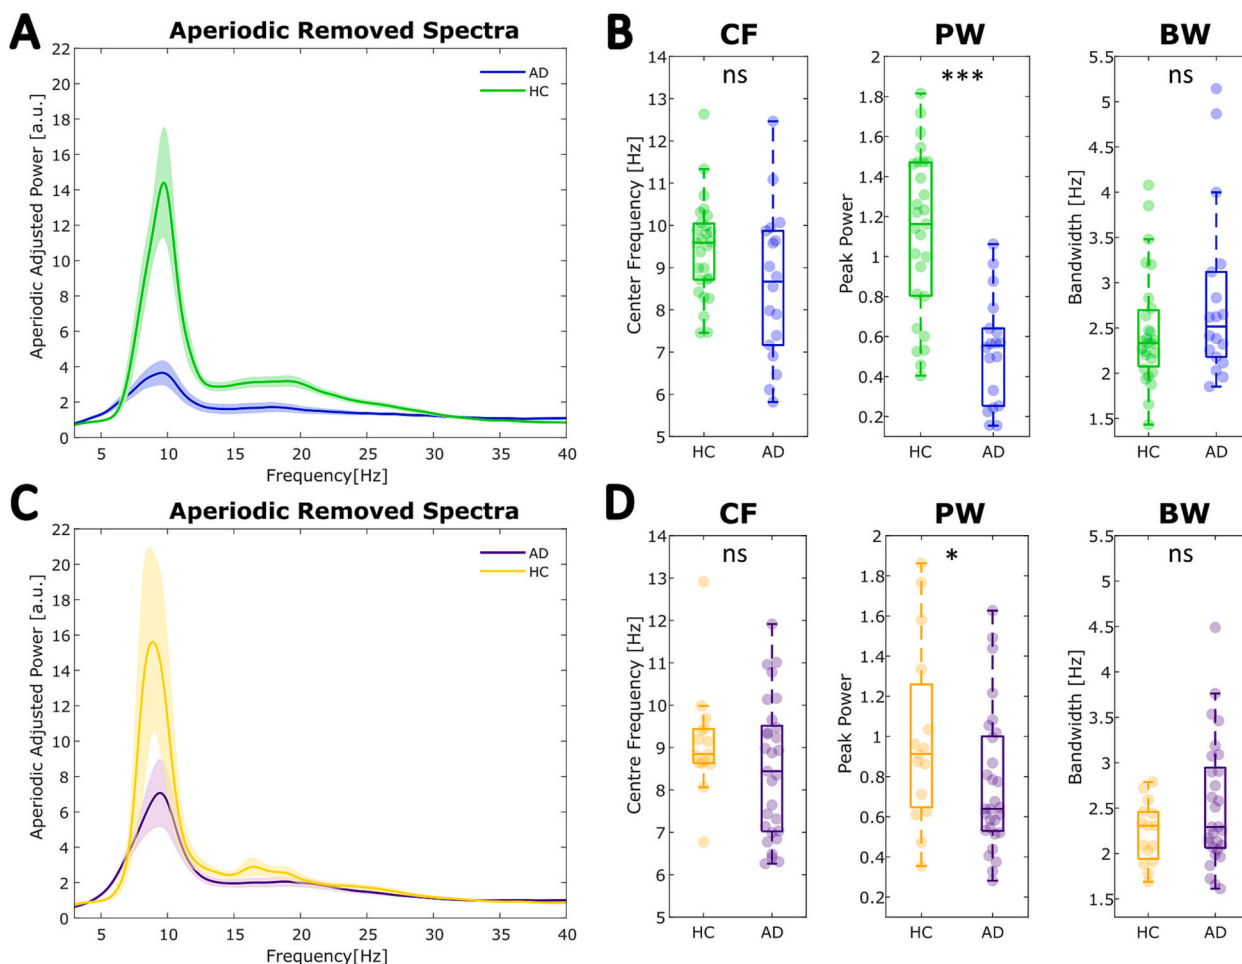 A
Aperiodic Removed Spectra
Aperiodic Adjusted Power [a.u.]
22
20
18
16
14
12
10
8
6
4
2
0
AD
HC
5
10
15
20
25
30
35
40
Frequency[Hz]
B
CF
ns
Center Frequency [Hz]
14
13
12
11
10
9
8
7
6
5
HC
AD
PW
***
Peak Power
2
1.8
1.6
1.4
1.2
1
0.8
0.6
0.4
0.2
HC
AD
BW
ns
Bandwidth [Hz]
5.5
5
4.5
4
3.5
3
2.5
2
1.5
HC
AD
C
Aperiodic Removed Spectra
Aperiodic Adjusted Power [a.u.]
22
20
18
16
14
12
10
8
6
4
2
0
AD
HC
5
10
15
20
25
30
35
40
Frequency[Hz]
D
CF
ns
Centre Frequency [Hz]
14
13
12
11
10
9
8
7
6
5
HC
AD
PW
*
Peak Power
2
1.8
1.6
1.4
1.2
1
0.8
0.6
0.4
0.2
HC
AD
BW
ns
Bandwidth [Hz]
5.5
5
4.5
4
3.5
3
2.5
2
1.5
HC
AD